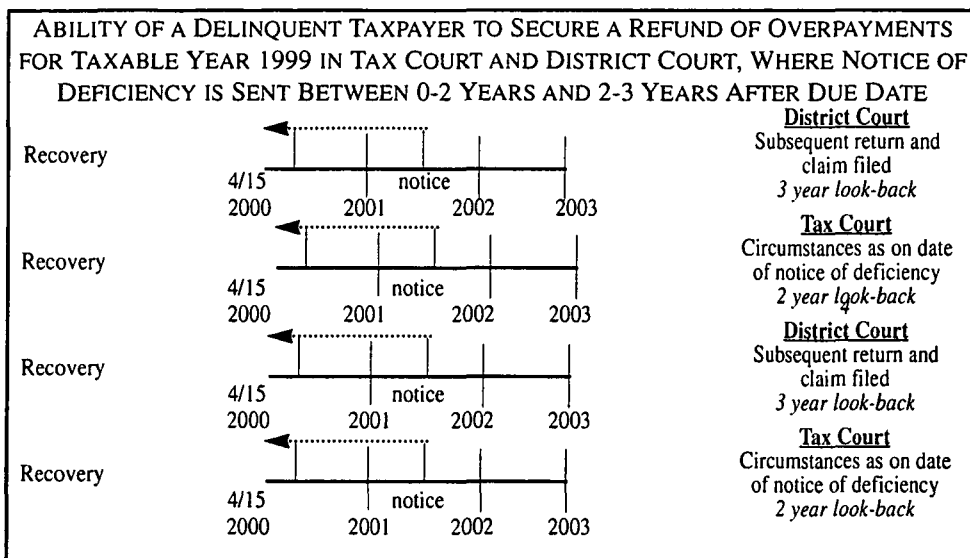 ABILITY OF A DELINQUENT TAXPAYER TO SECURE A REFUND OF OVERPAYMENTS
FOR TAXABLE YEAR 1999 IN TAX COURT AND DISTRICT COURT, WHERE NOTICE OF
DEFICIENCY IS SENT BETWEEN 0-2 YEARS AND 2-3 YEARS AFTER DUE DATE
Recovery
4/15
notice
2000 2001 2002 2003
District Court
Subsequent return and
claim filed
3 year look-back
Recovery
4/15
notice
2000 2001 2002 2003
Tax Court
Circumstances as on date
of notice of deficiency
2 year look-back
Recovery
4/15
notice
2000 2001 2002 2003
District Court
Subsequent return and
claim filed
3 year look-back
Recovery
4/15
notice
2000 2001 2002 2003
Tax Court
Circumstances as on date
of notice of deficiency
2 year look-back